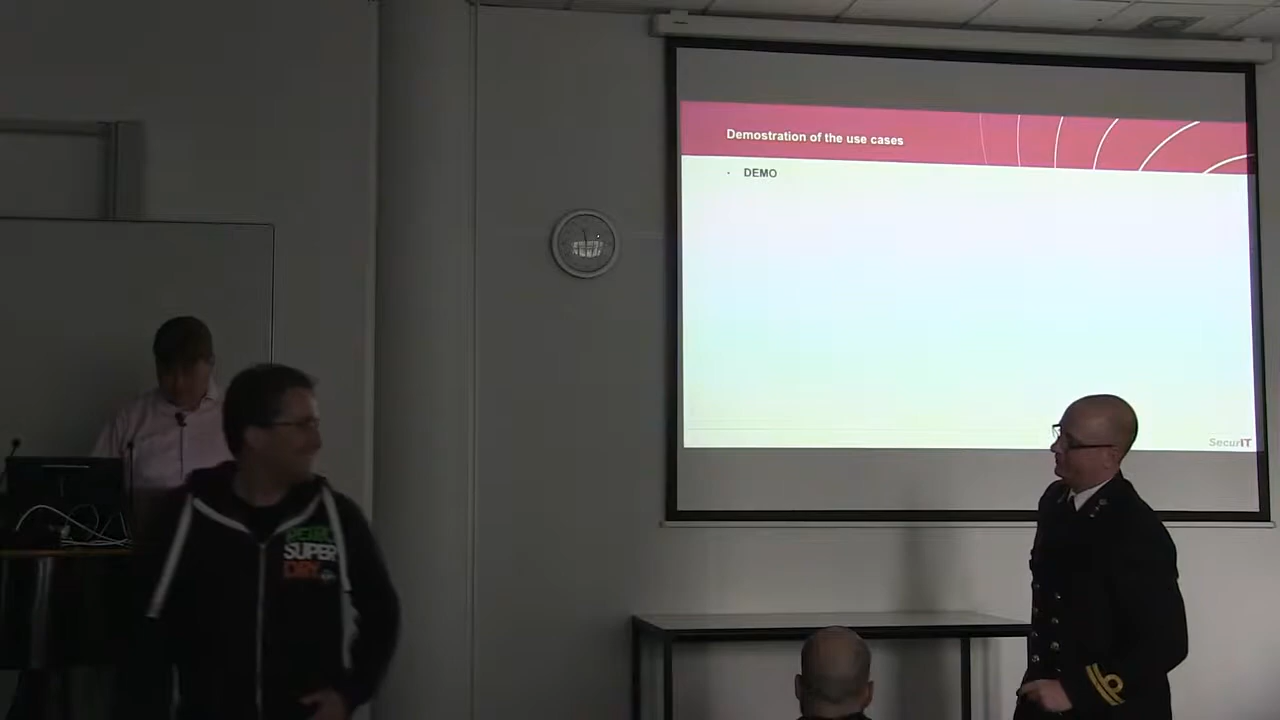 Demostration of the use cases
· DEMO
SecurIT
SUPER
DRY